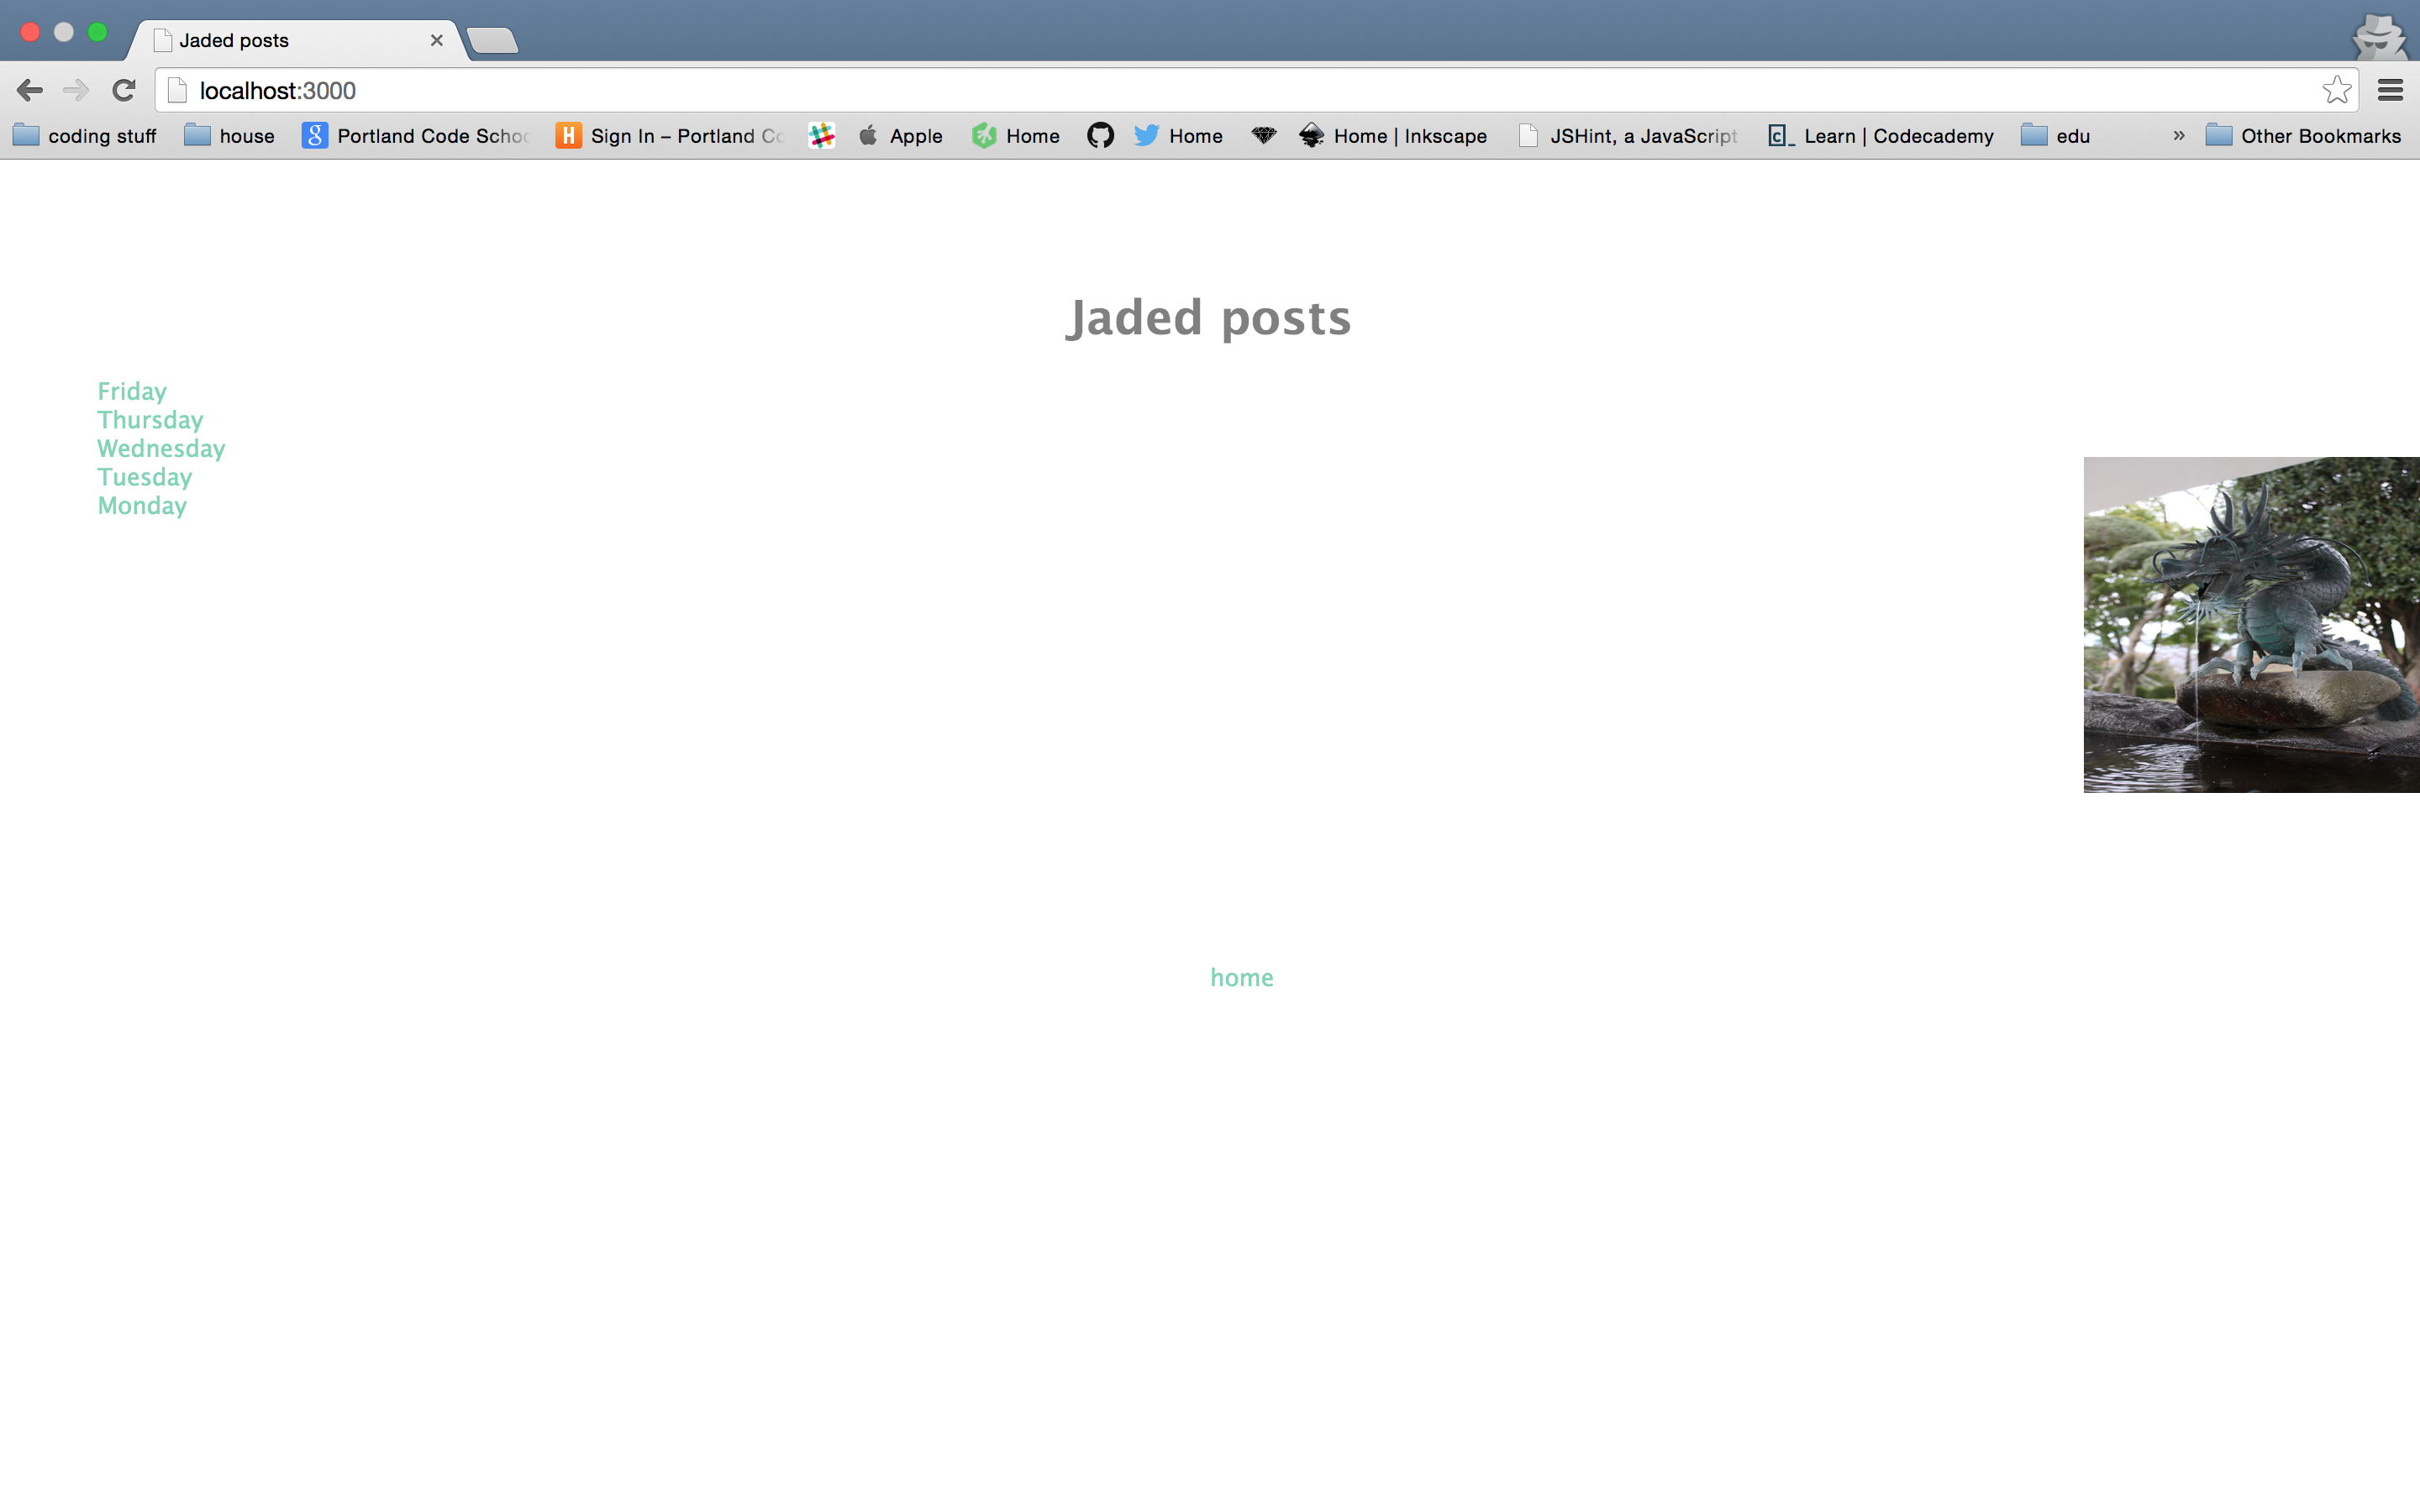 Jaded posts
localhost:3000
coding stuff house Portland Code Schoo Sign In – Portland Co Apple Home Home Home | Inkscape JSHint, a JavaScript Learn | Codecademy edu » Other Bookmarks
Jaded posts
Friday
Thursday
Wednesday
Tuesday
Monday
home